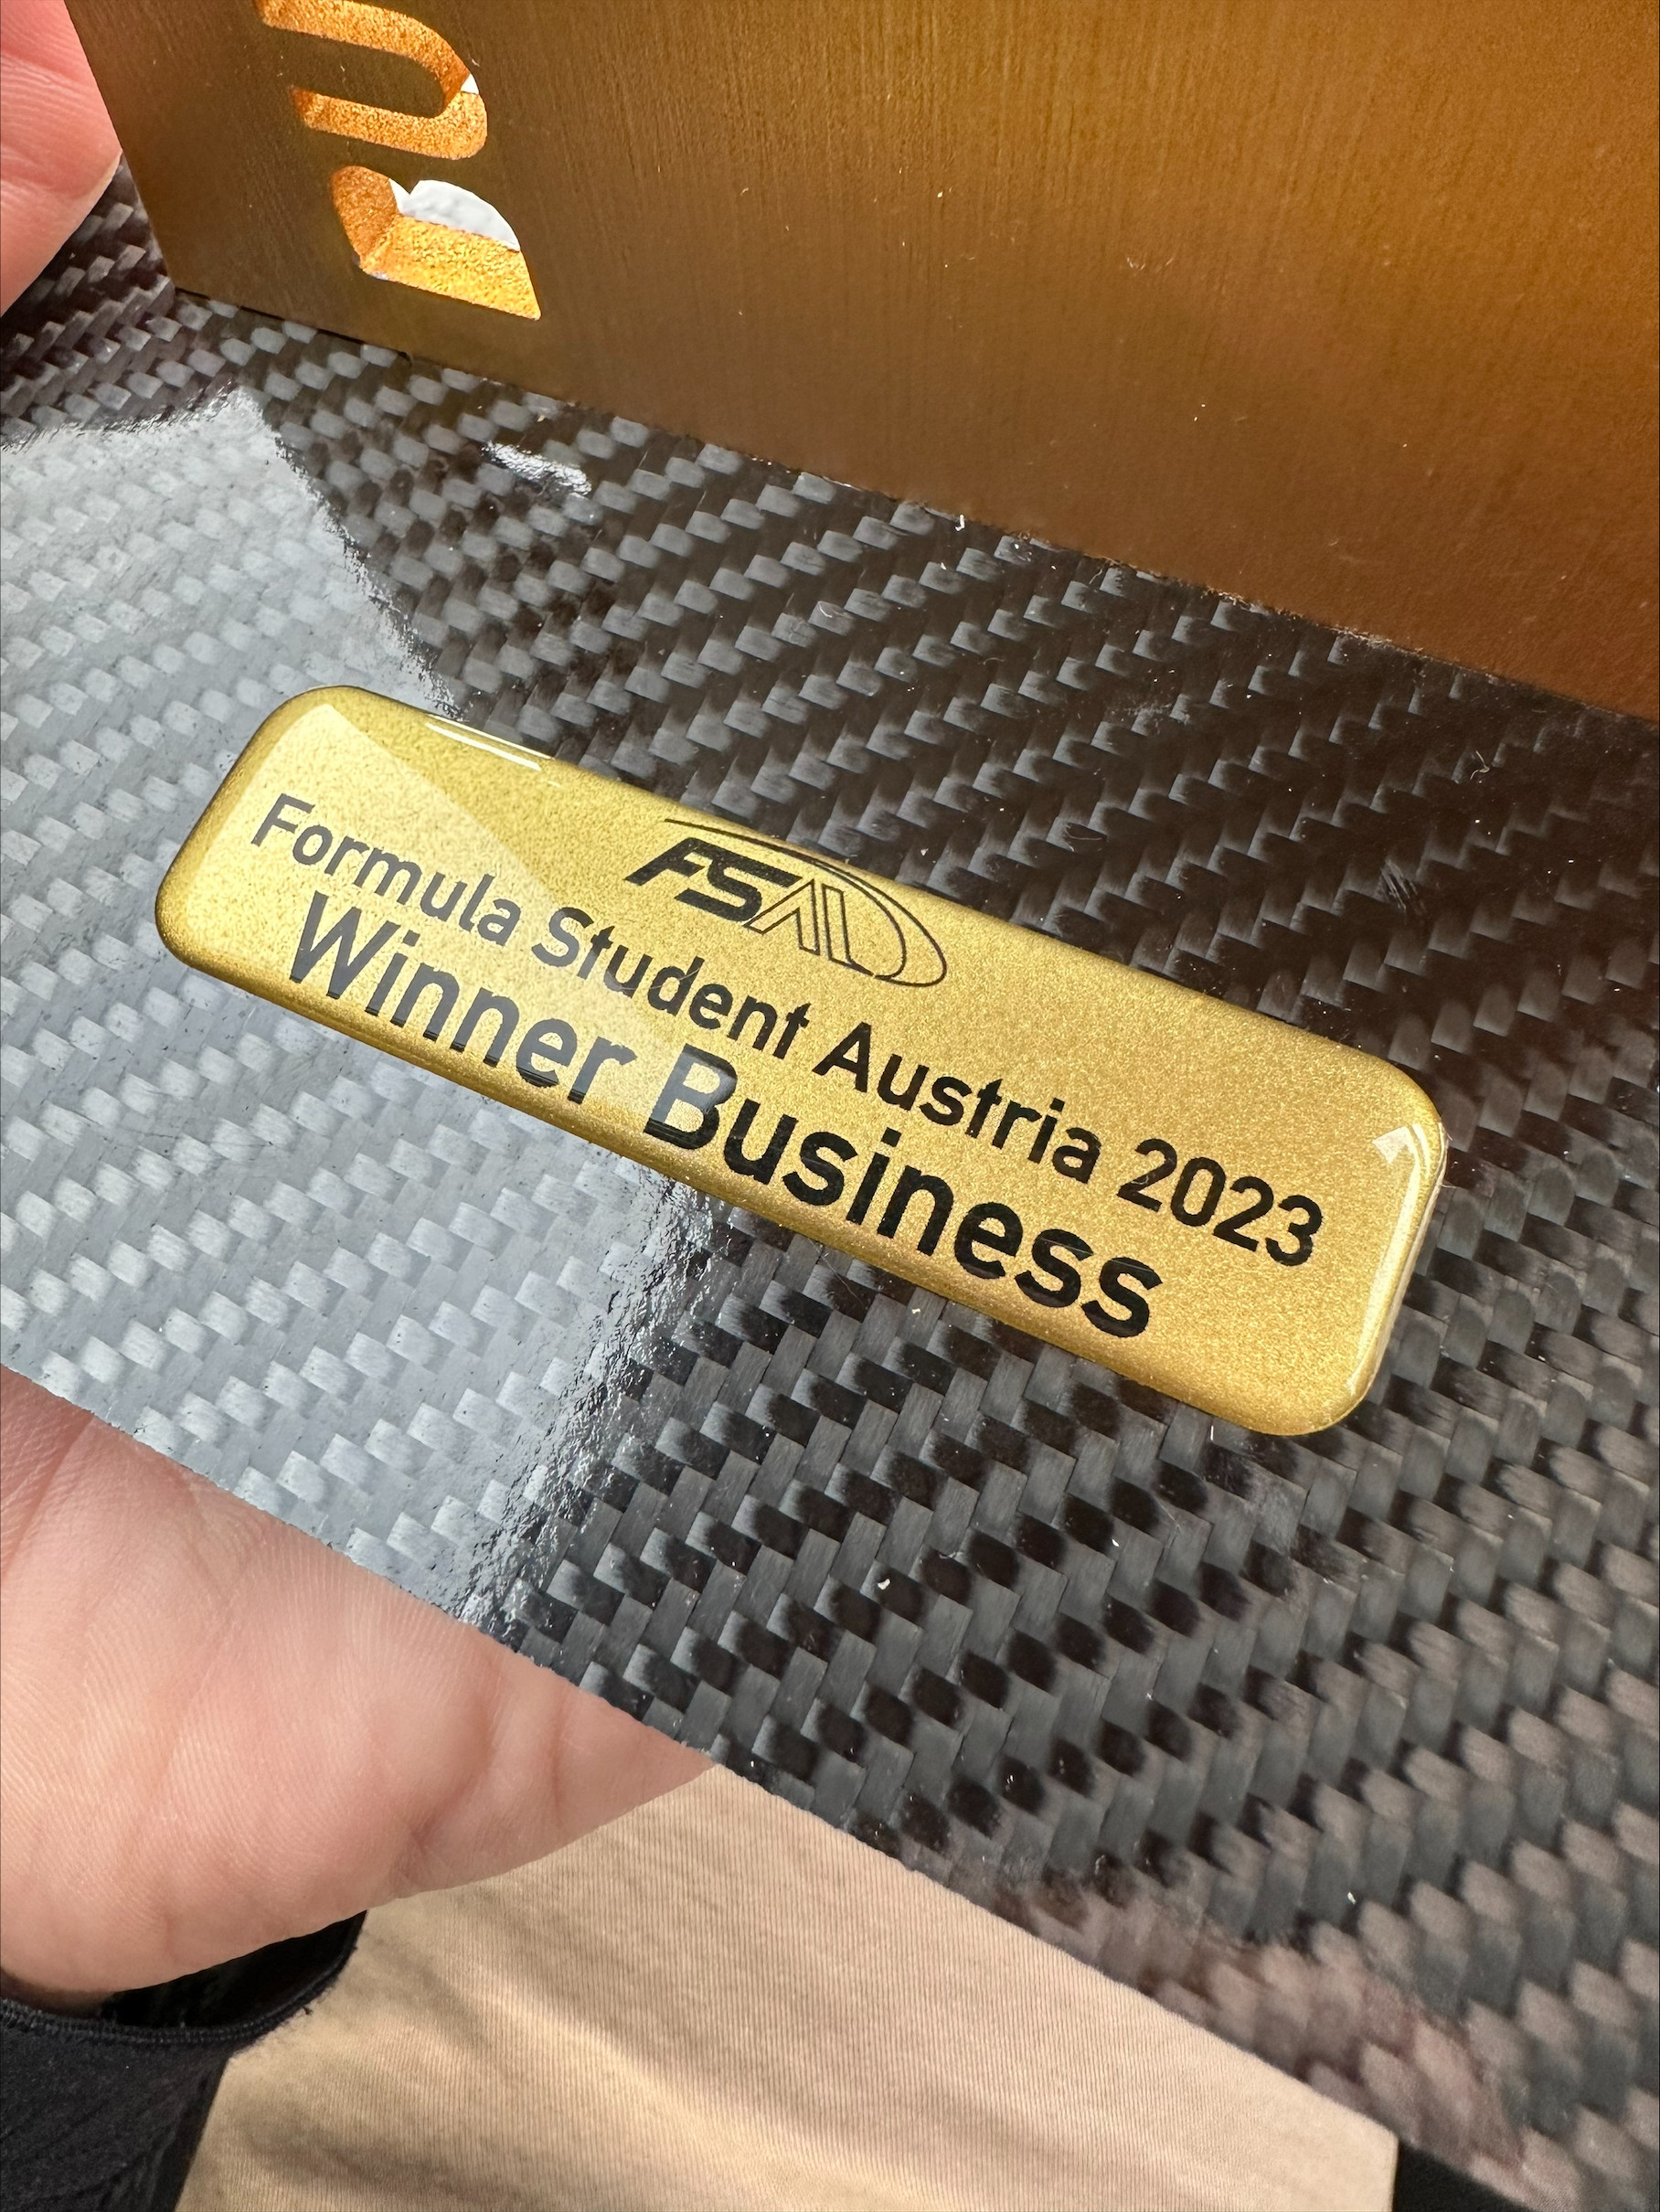 FSA
Formula Student Austria 2023
Winner Business